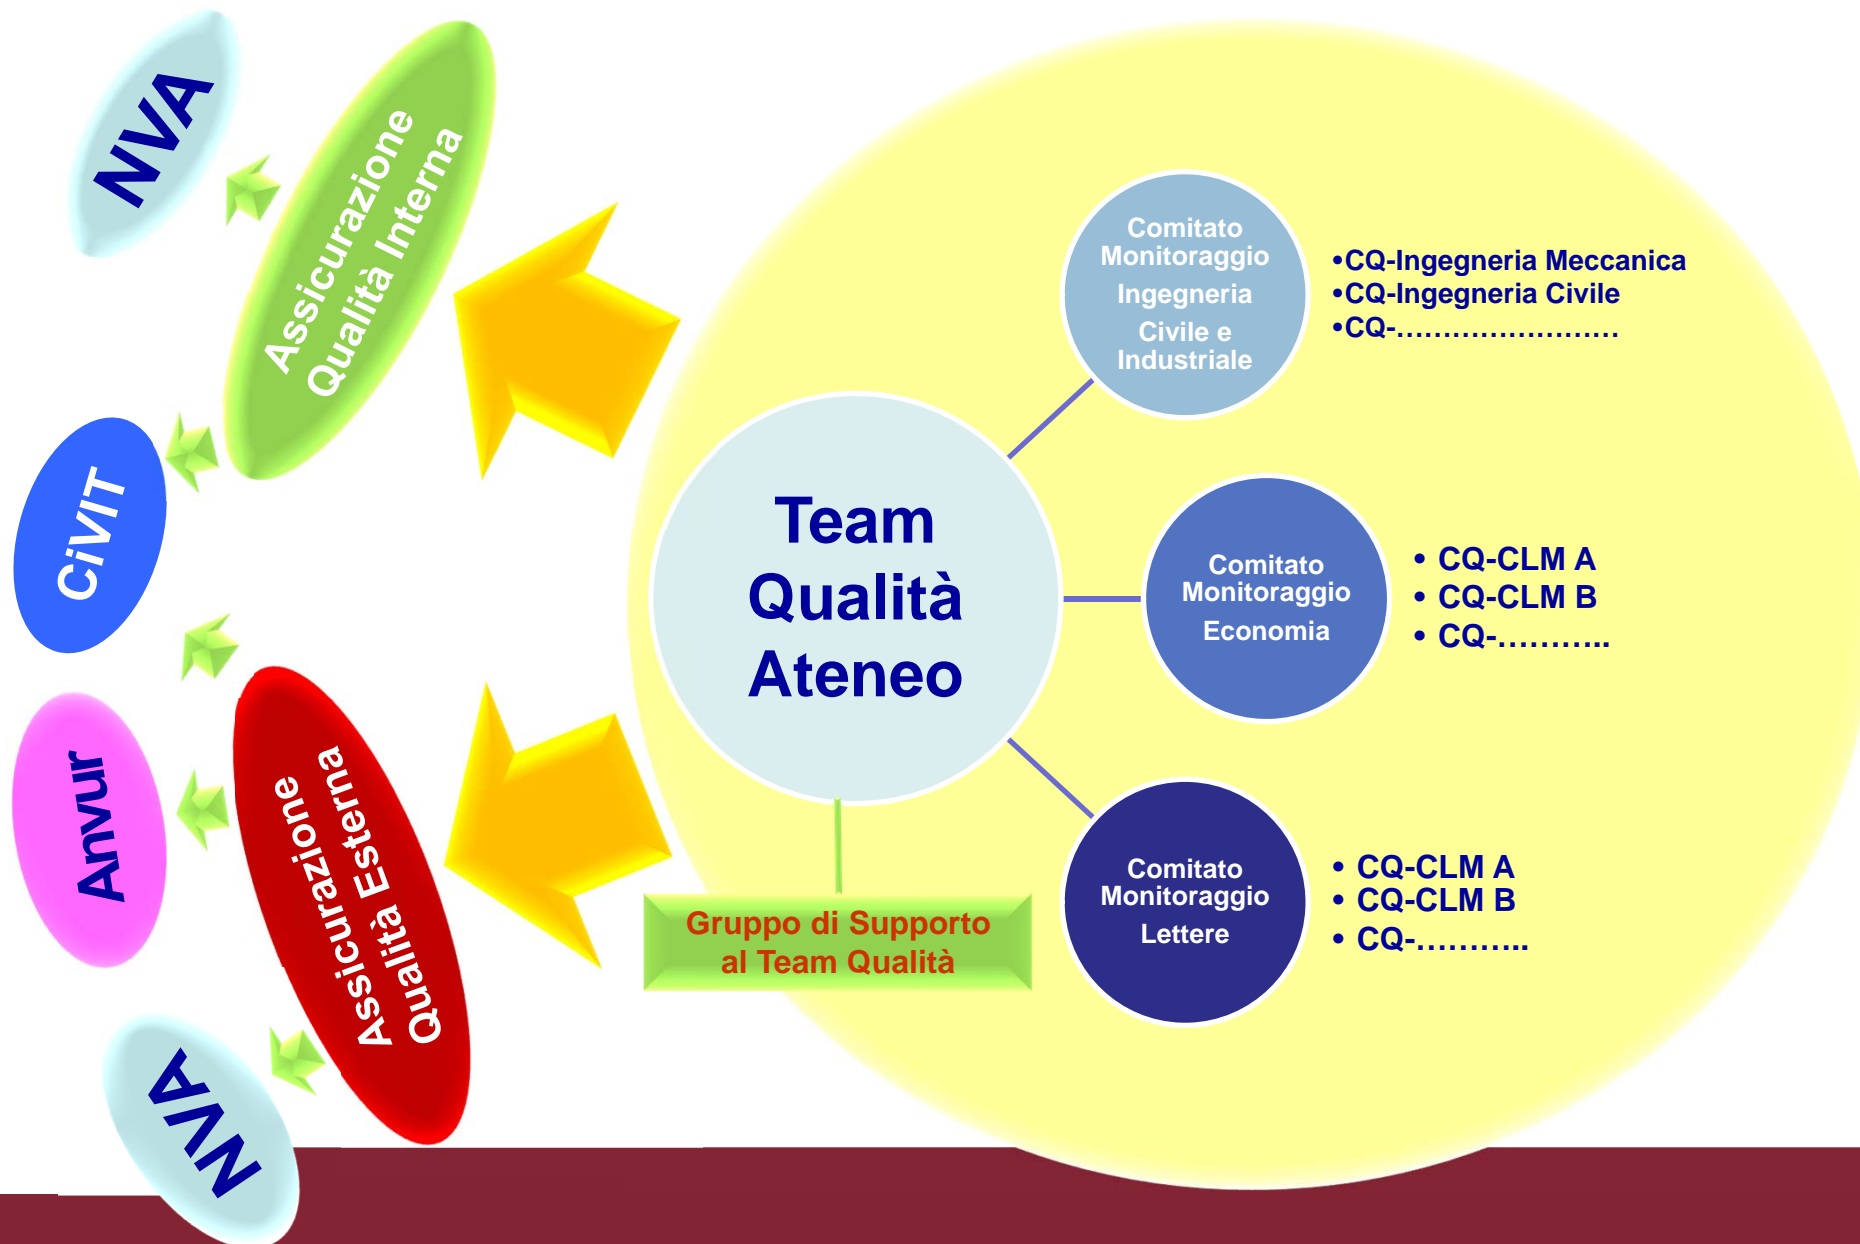 NVA
Assicurazione
Qualità Interna
CiVIT
Anvur
Assicurazione
Qualità Esterna
NVA
Team
Qualità
Ateneo
Gruppo di Supporto
al Team Qualità
Comitato
Monitoraggio
Ingegneria
Civile e
Industriale
•CQ-Ingegneria Meccanica
•CQ-Ingegneria Civile
•CQ-……………………
Comitato
Monitoraggio
Economia
• CQ-CLM A
• CQ-CLM B
• CQ-………..
Comitato
Monitoraggio
Lettere
• CQ-CLM A
• CQ-CLM B
• CQ-………..